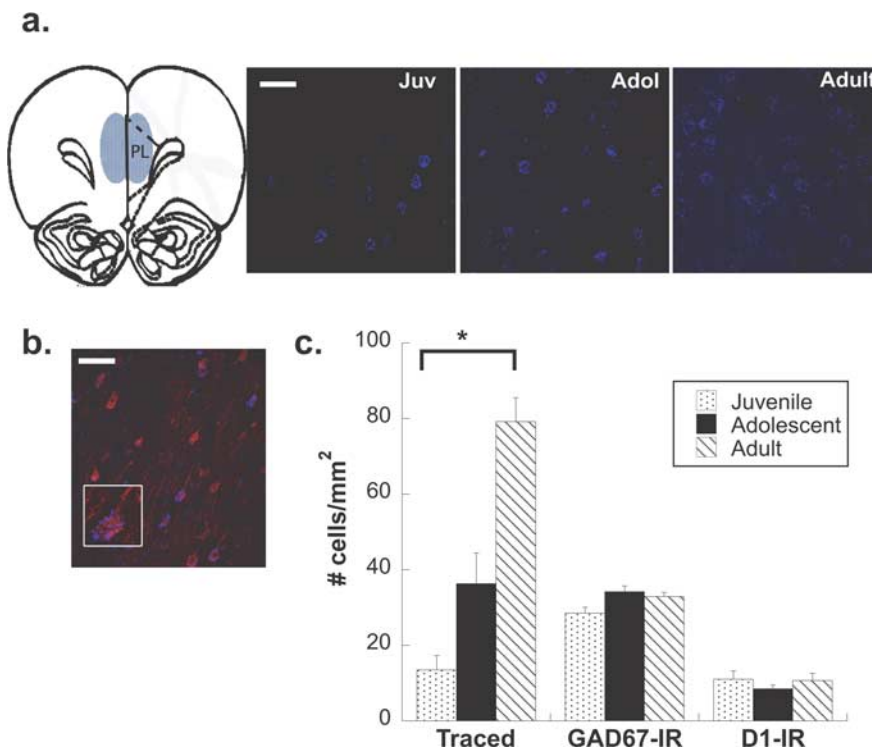 a.
PL
Juv
Adol
Adult
b.
c.
100
80
60
40
20
0
# cells/mm²
*
Juvenile
Adolescent
Adult
Traced
GAD67-IR
D1-IR